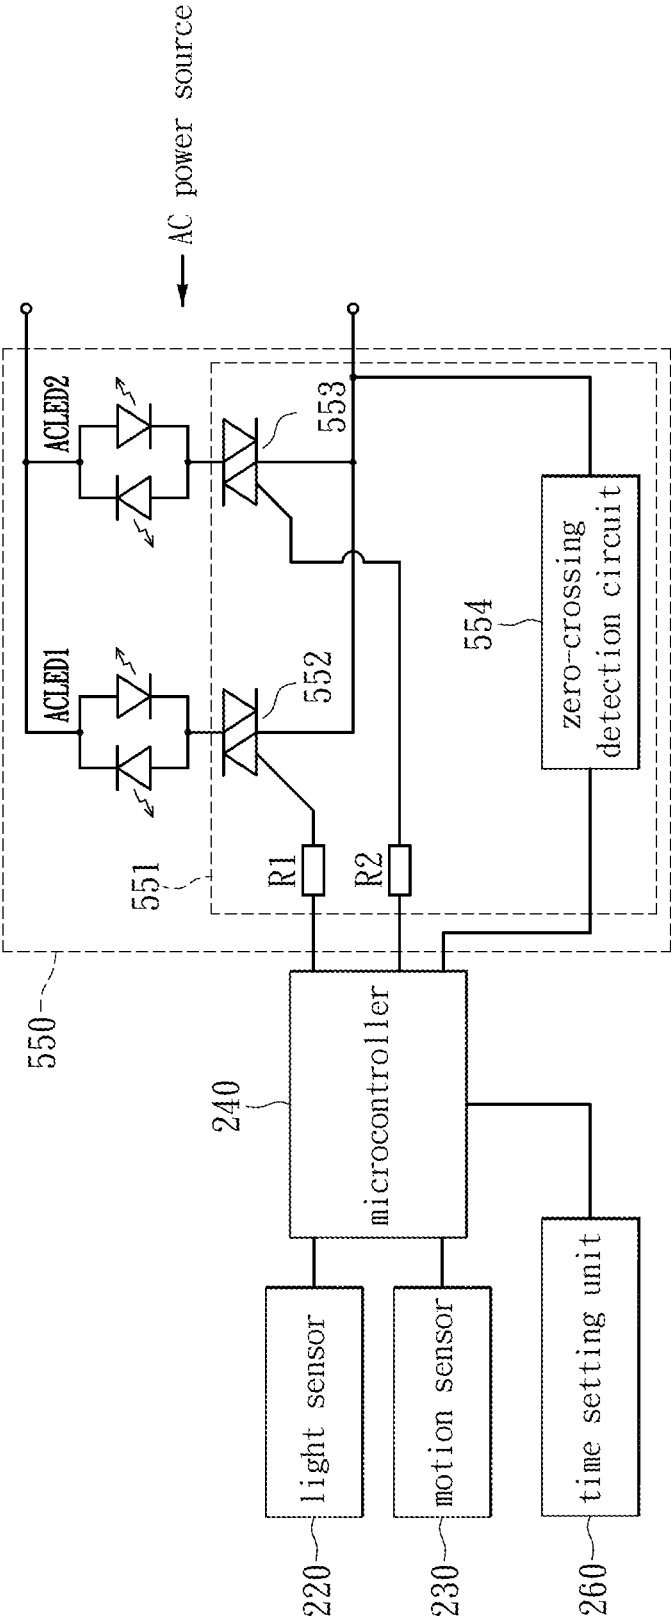 AC power source
ACLED1
ACLED2
553
552
551
550
R1
R2
554
zero-crossing
detection circuit
240
microcontroller
light sensor
220
motion sensor
230
time setting unit
260